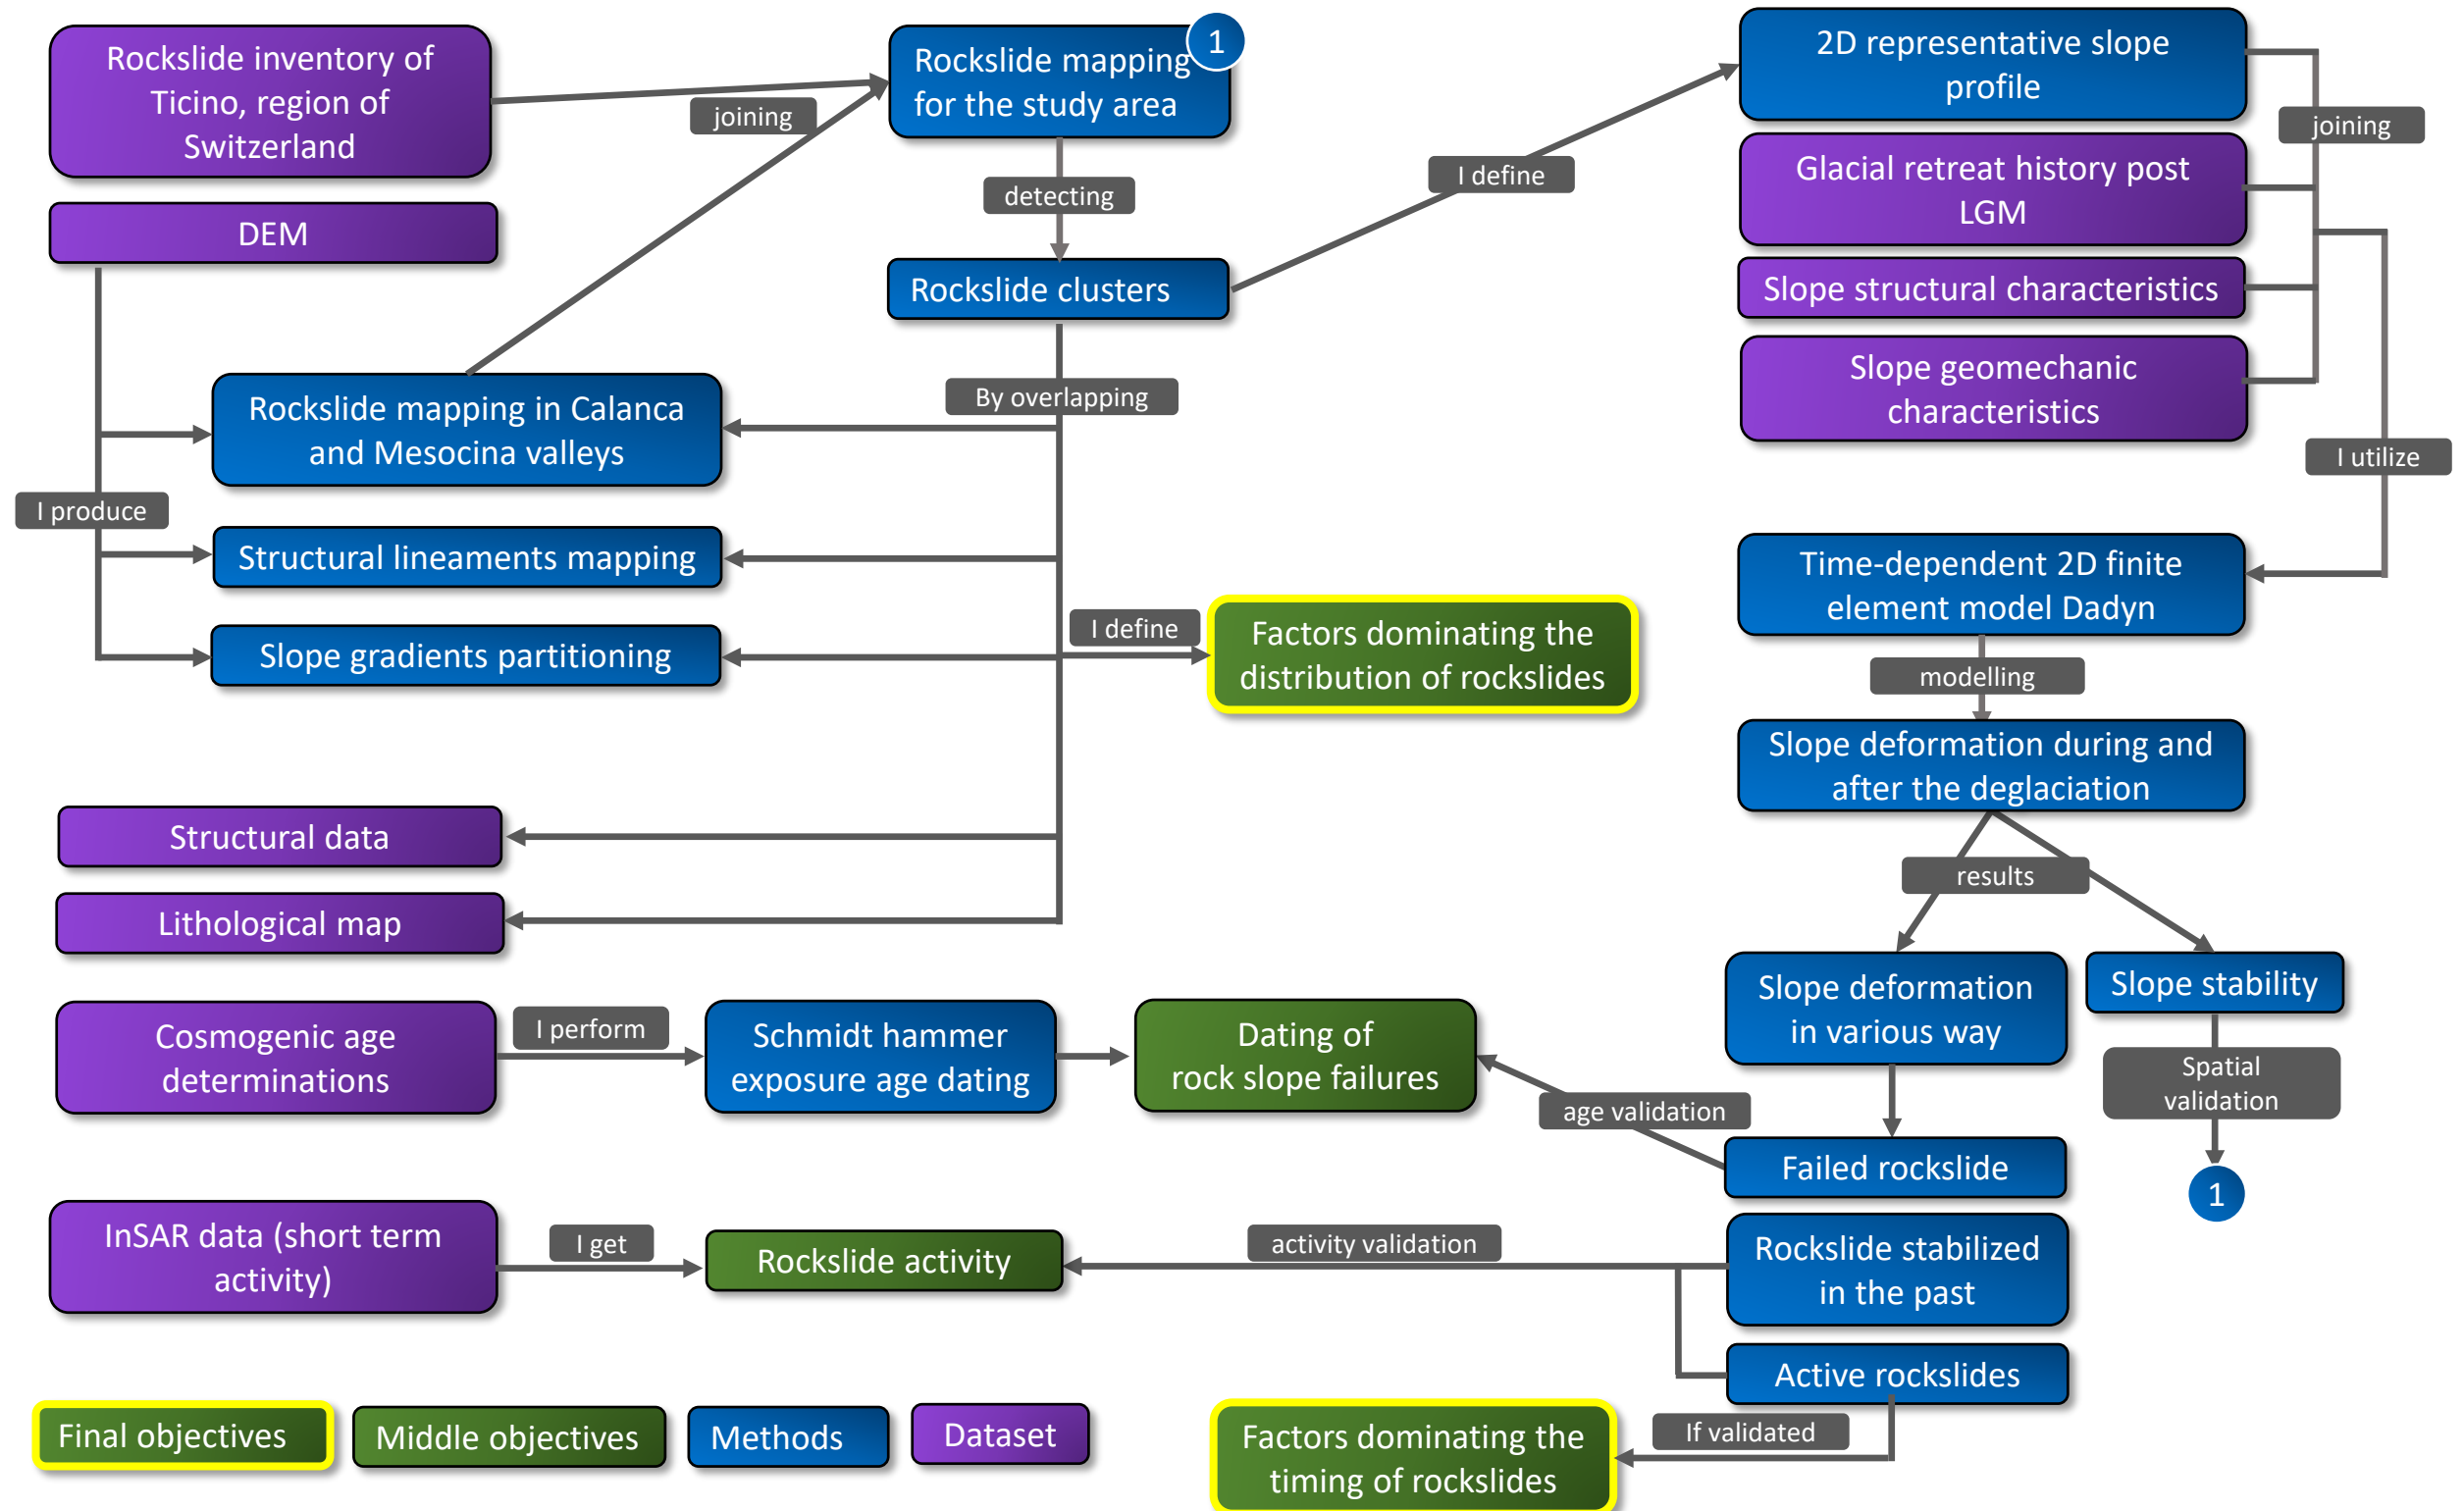 Rockslide inventory of
Ticino, region of
Switzerland
joining
Rockslide mapping
for the study area
1
2D representative slope
profile
joining
DEM
detecting
I define
Glacial retreat history post
LGM
Rockslide clusters
Slope structural characteristics
Rockslide mapping in Calanca
and Mesocina valleys
By overlapping
Slope geomechanic
characteristics
I produce
I utilize
Structural lineaments mapping
Time-dependent 2D finite
element model Dadyn
Slope gradients partitioning
I define
Factors dominating the
distribution of rockslides
modelling
Slope deformation during and
after the deglaciation
Structural data
results
Lithological map
Slope deformation
in various way
Slope stability
Cosmogenic age
determinations
I perform
Schmidt hammer
exposure age dating
Dating of
rock slope failures
Spatial
validation
age validation
Failed rockslide
1
InSAR data (short term
activity)
I get
Rockslide activity
activity validation
Rockslide stabilized
in the past
Active rockslides
Final objectives
Middle objectives
Methods
Dataset
Factors dominating the
timing of rockslides
If validated